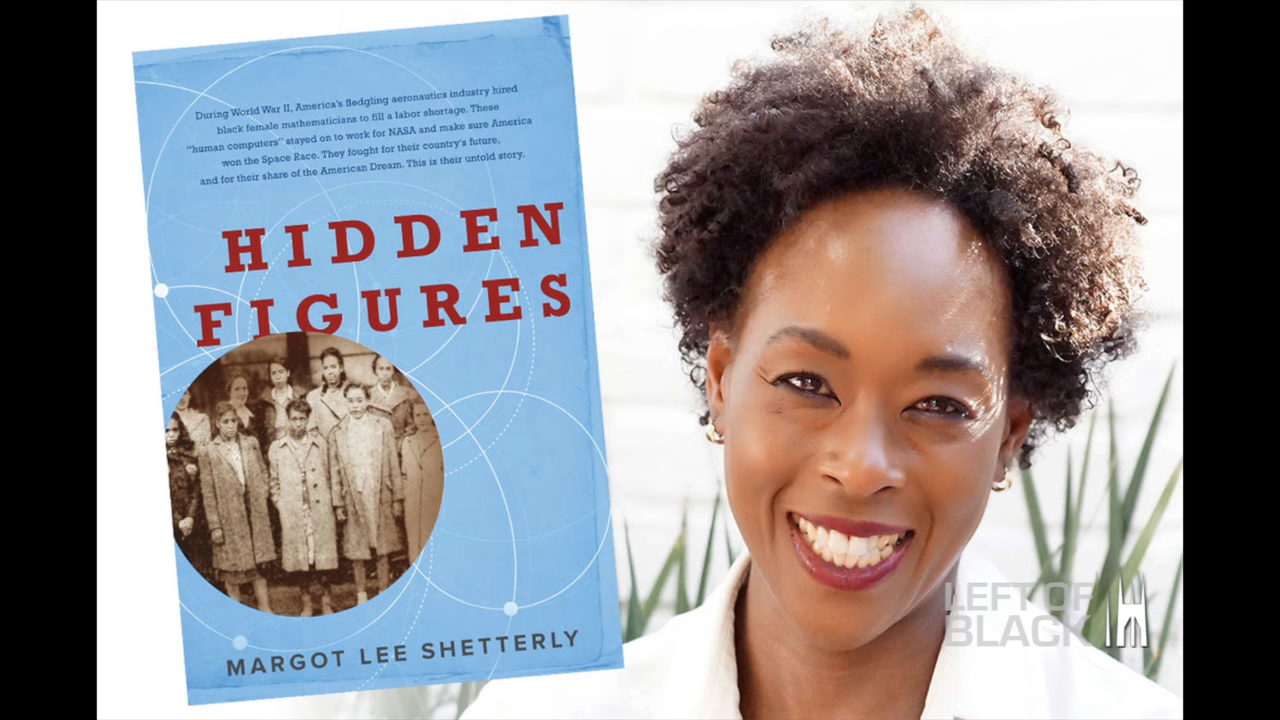 During World War II, America's fledgling aeronautics industry hired
black female mathematicians to fill a labor shortage. These
"human computers" stayed on to work for NASA and make sure America
won the Space Race. They fought for their country's future,
and for their share of the American Dream. This is their untold story.
HIDDEN
FIGURES
MARGOT LEE SHETTERLY
LEFT OF
BLACK